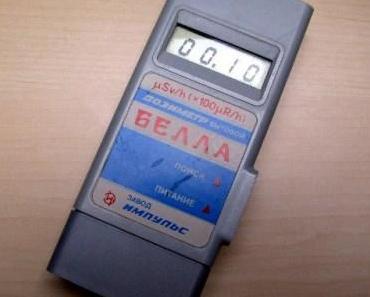 00.10
µSv/h (×100µR/h)
ДОЗИМЕТР БЫТОВОЙ
БЕЛЛА
ПОИСК
ПИТАНИЕ
ЗАВОД
ИМПУЛЬС